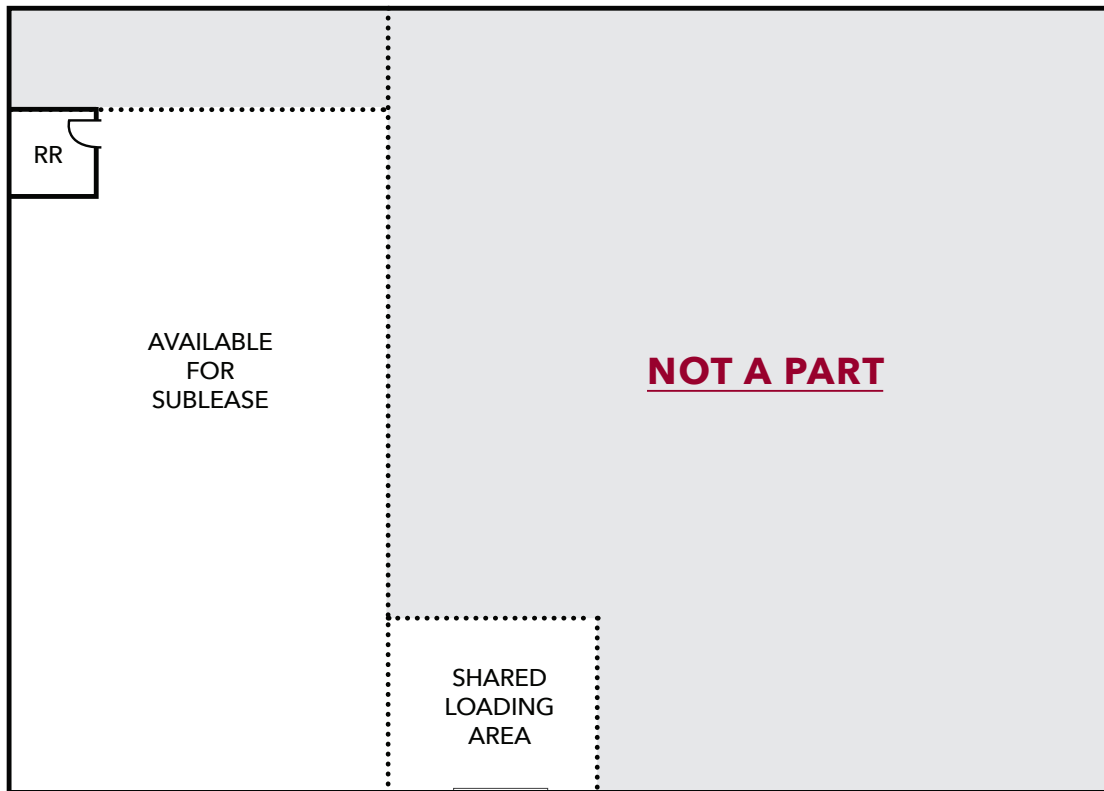 RR
AVAILABLE
FOR
SUBLEASE
NOT A PART
SHARED
LOADING
AREA